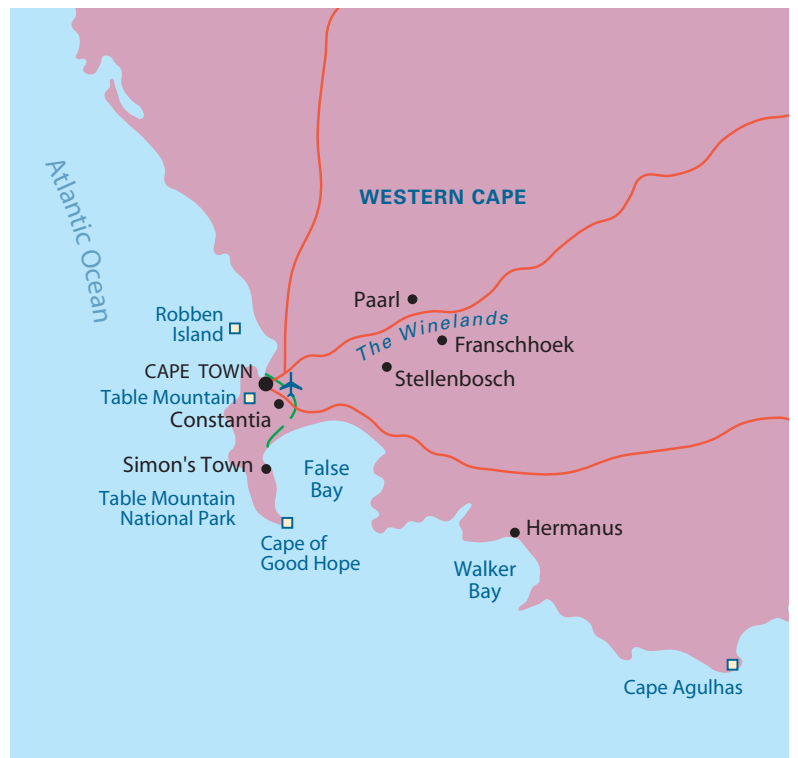 Atlantic Ocean
WESTERN CAPE
Paarl
Robben
Island
The Winelands
Franschhoek
CAPE TOWN
Stellenbosch
Table Mountain
Constantia
Simon's Town
False
Bay
Table Mountain
National Park
Cape of
Good Hope
Hermanus
Walker
Bay
Cape Agulhas